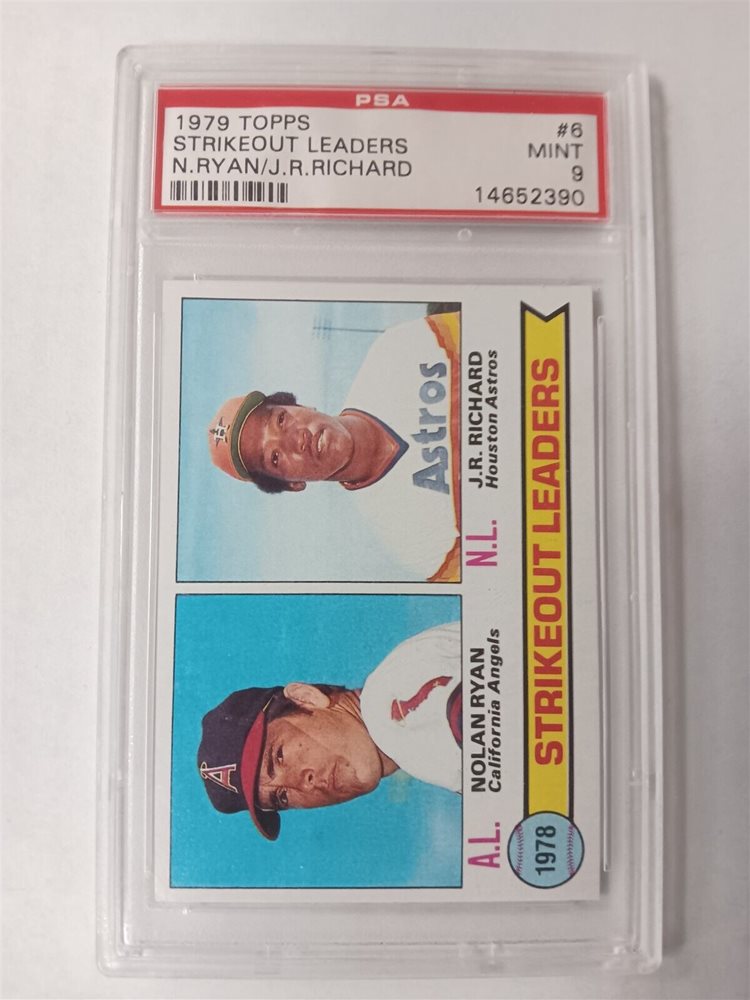 PSA
1979 TOPPS #6
STRIKEOUT LEADERS MINT
N.RYAN/J.R.RICHARD 9
14652390
A
H
Astros
A.L. NOLAN RYAN
California Angels
N.L. J.R. RICHARD
Houston Astros
1978 STRIKEOUT LEADERS